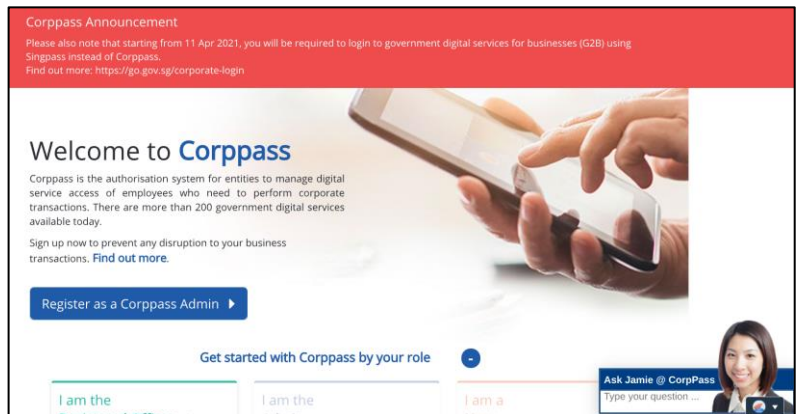 Corppass Announcement
Please also note that starting from 11 Apr 2021, you will be required to login to government digital services for businesses (G2B) using
Singpass instead of Corppass.
Find out more: https://go.gov.sg/corporate-login
Welcome to Corppass
Corppass is the authorisation system for entities to manage digital
service access of employees who need to perform corporate
transactions. There are more than 200 government digital services
available today.
Sign up now to prevent any disruption to your business
transactions. Find out more.
Register as a Corppass Admin
Get started with Corppass by your role
-
I am the
I am the
I am a
Ask Jamie @ CorpPass
Type your question ...